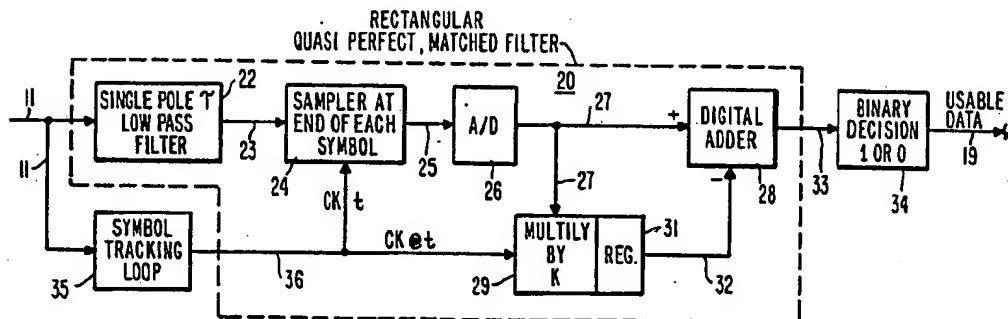 RECTANGULAR
QUASI PERFECT, MATCHED FILTER
22
20
11
SINGLE POLE τ
LOW PASS
FILTER
23
SAMPLER AT
END OF EACH
SYMBOL
24
25
A/D
26
27
27
+
DIGITAL
ADDER
28
-
33
BINARY
DECISION
1 OR 0
34
USABLE
DATA
19
11
CK t
SYMBOL
TRACKING
LOOP
35
36
CK @ t
MULTILY
BY
K
29
REG.
31
32